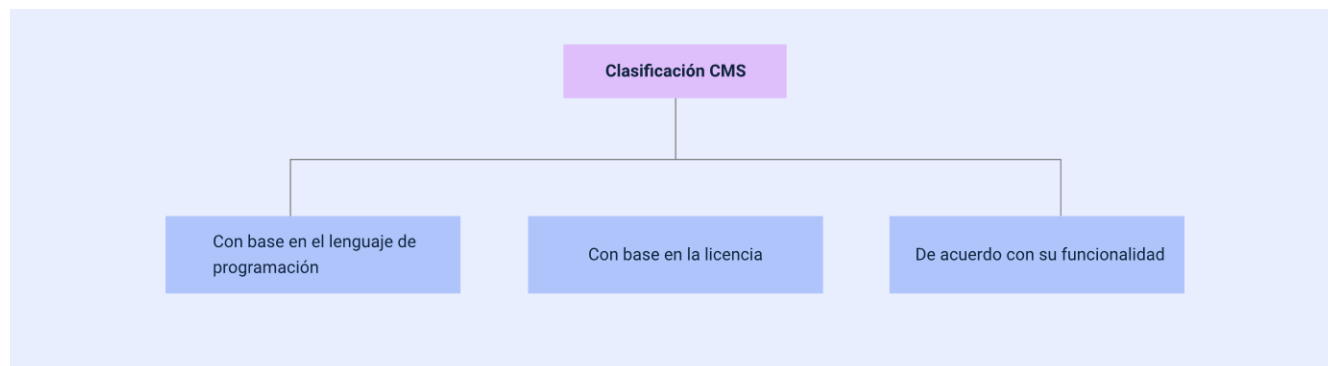 Clasificación CMS
Con base en el lenguaje de
programación
Con base en la licencia
De acuerdo con su funcionalidad